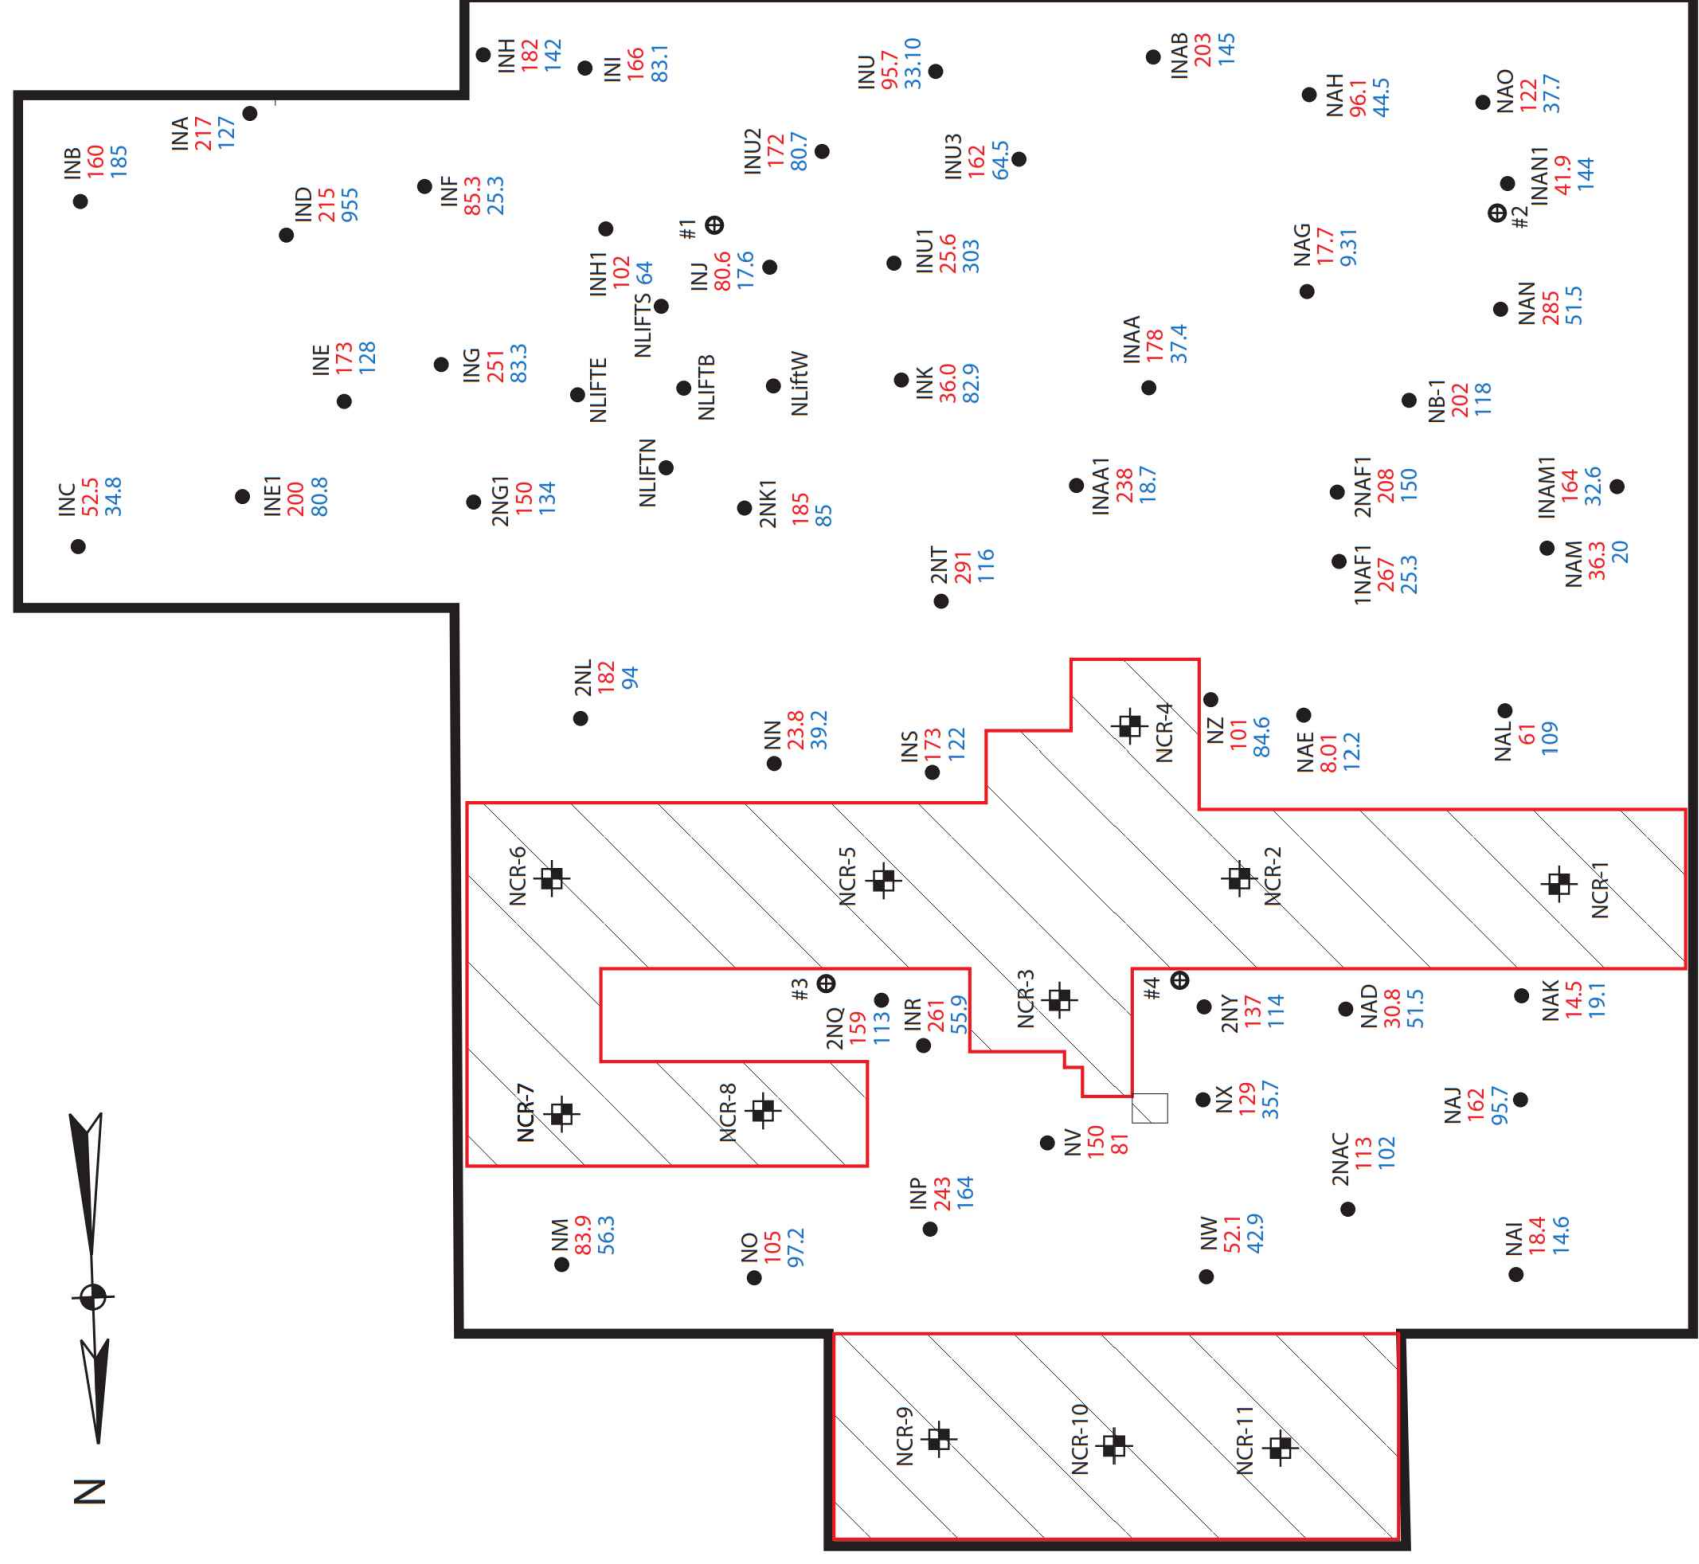 INH
182
142
INI
166
83.1
INU
95.7
33.10
INAB
203
145
NAH
96.1
44.5
NAO
122
37.7
INB
160
185
INA
217
127
IND
215
955
INF
85.3
25.3
INU2
172
80.7
INU3
162
64.5
INAN1
41.9
144
#2
#1
INH1
102
64
INJ
80.6
17.6
INU1
25.6
303
NAG
17.7
9.31
NAN
285
51.5
NLIFTS
INE
173
128
ING
251
83.3
NLIFTE
NLIFTB
NLiftW
INK
36.0
82.9
INAA
178
37.4
NB-1
202
118
INC
52.5
34.8
INE1
200
80.8
2NG1
150
134
NLIFTN
2NK1
185
85
INAA1
238
18.7
2NAF1
208
150
INAM1
164
32.6
2NT
291
116
1NAF1
267
25.3
NAM
36.3
20
2NL
182
94
NN
23.8
39.2
INS
173
122
NCR-4
NZ
101
84.6
NAE
8.01
12.2
NAL
61
109
NCR-6
NCR-5
NCR-2
NCR-1
#3
2NQ
159
113
INR
261
55.9
NCR-3
#4
2NY
137
114
NAD
30.8
51.5
NAK
14.5
19.1
NCR-7
NCR-8
NV
150
81
NX
129
35.7
NAJ
162
95.7
2NAC
113
102
NM
83.9
56.3
NO
105
97.2
INP
243
164
NW
52.1
42.9
NAI
18.4
14.6
NCR-9
NCR-10
NCR-11
N